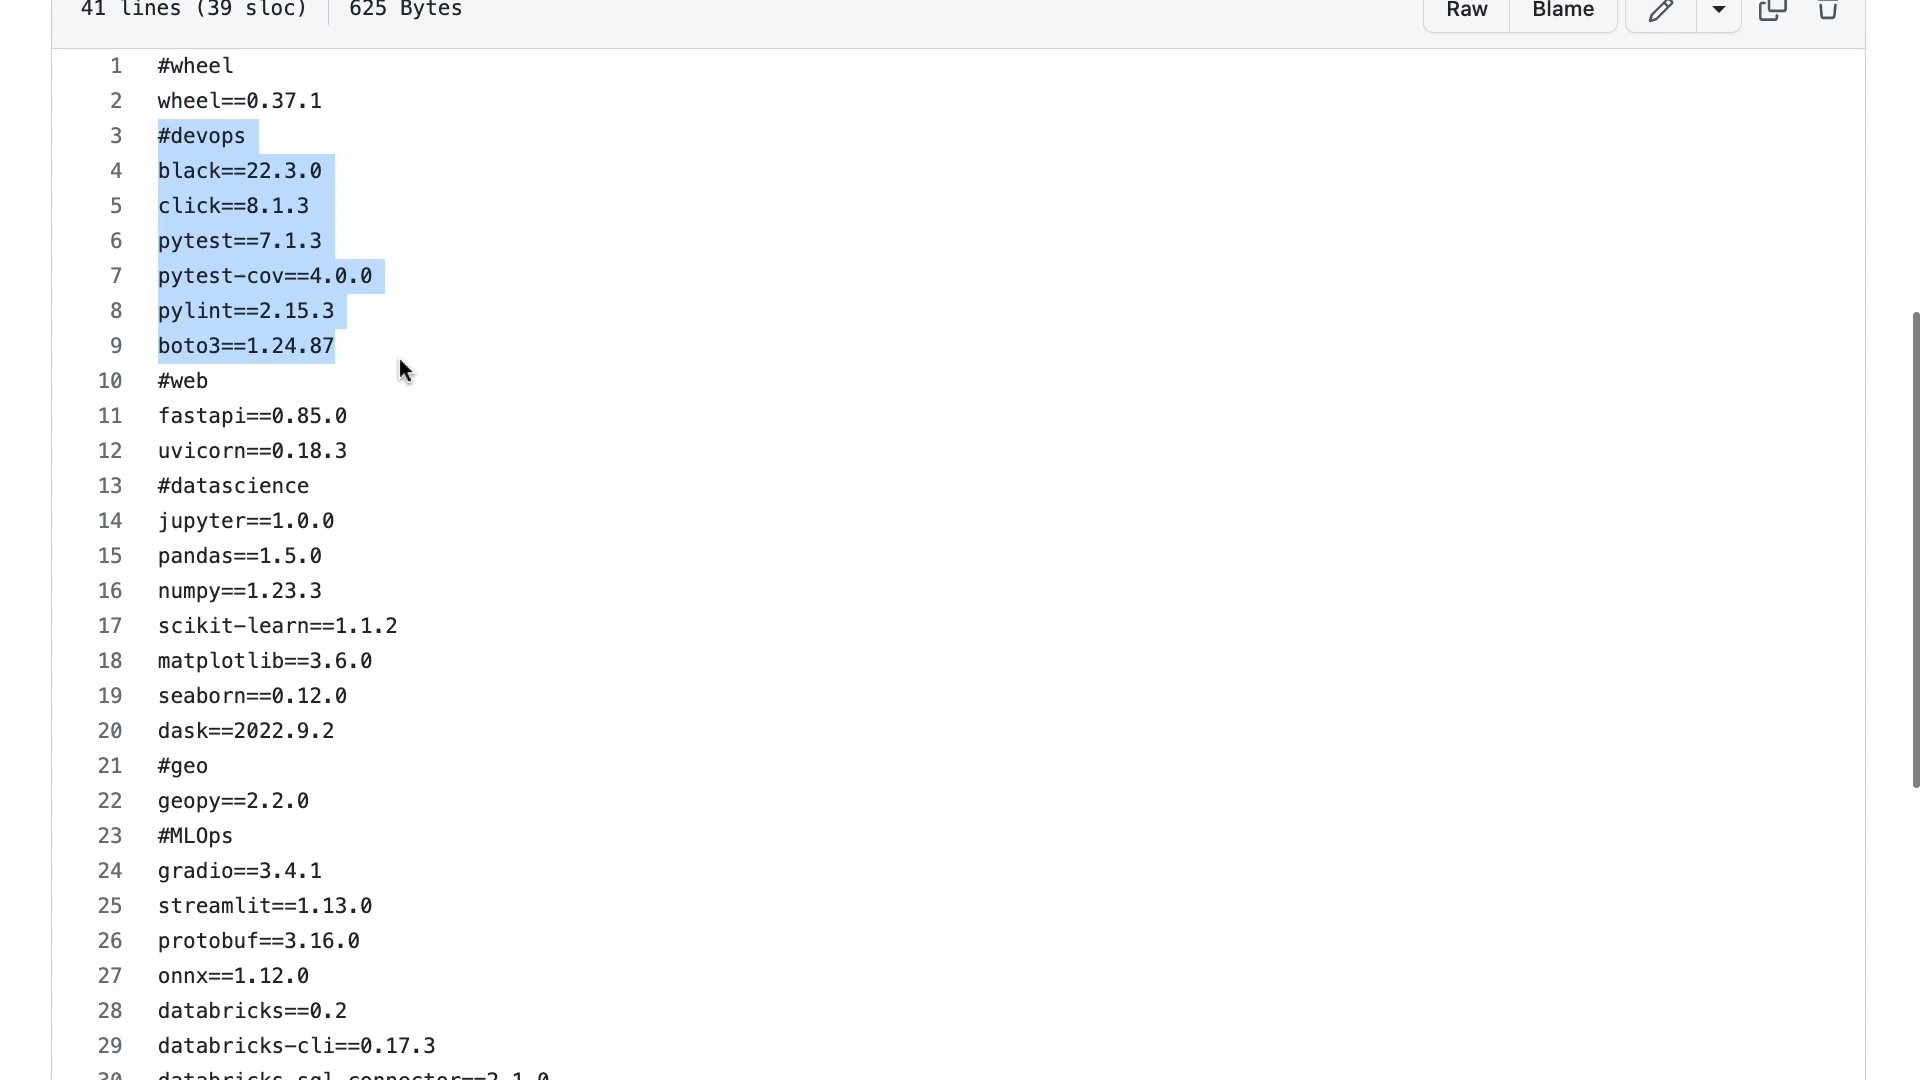 41 lines (39 sloc) 625 Bytes Raw Blame
1 #wheel
2 wheel==0.37.1
3 #devops
4 black==22.3.0
5 click==8.1.3
6 pytest==7.1.3
7 pytest-cov==4.0.0
8 pylint==2.15.3
9 boto3==1.24.87
10 #web
11 fastapi==0.85.0
12 uvicorn==0.18.3
13 #datascience
14 jupyter==1.0.0
15 pandas==1.5.0
16 numpy==1.23.3
17 scikit-learn==1.1.2
18 matplotlib==3.6.0
19 seaborn==0.12.0
20 dask==2022.9.2
21 #geo
22 geopy==2.2.0
23 #MLOps
24 gradio==3.4.1
25 streamlit==1.13.0
26 protobuf==3.16.0
27 onnx==1.12.0
28 databricks==0.2
29 databricks-cli==0.17.3
30 databricks-sql-connector==2.1.0